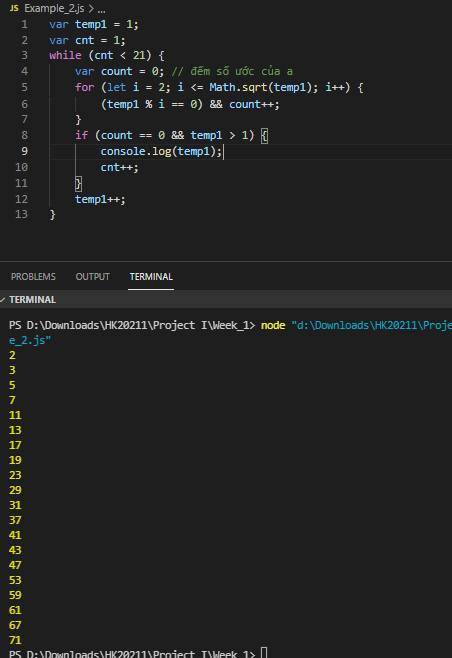 JS Example_2.js > ...
1 var temp1 = 1;
2 var cnt = 1;
3 while (cnt < 21) {
4 var count = 0; // đếm số ước của a
5 for (let i = 2; i <= Math.sqrt(temp1); i++) {
6 (temp1 % i == 0) && count++;
7 }
8 if (count == 0 && temp1 > 1) {
9 console.log(temp1);
10 cnt++;
11 }
12 temp1++;
13 }
PROBLEMS OUTPUT TERMINAL
TERMINAL
PS D:\Downloads\HK20211\Project I\Week_1> node "d:\Downloads\HK20211\Proje
e_2.js"
2
3
5
7
11
13
17
19
23
29
31
37
41
43
47
53
59
61
67
71
PS D:\Downloads\HK20211\Project I\Week_1>